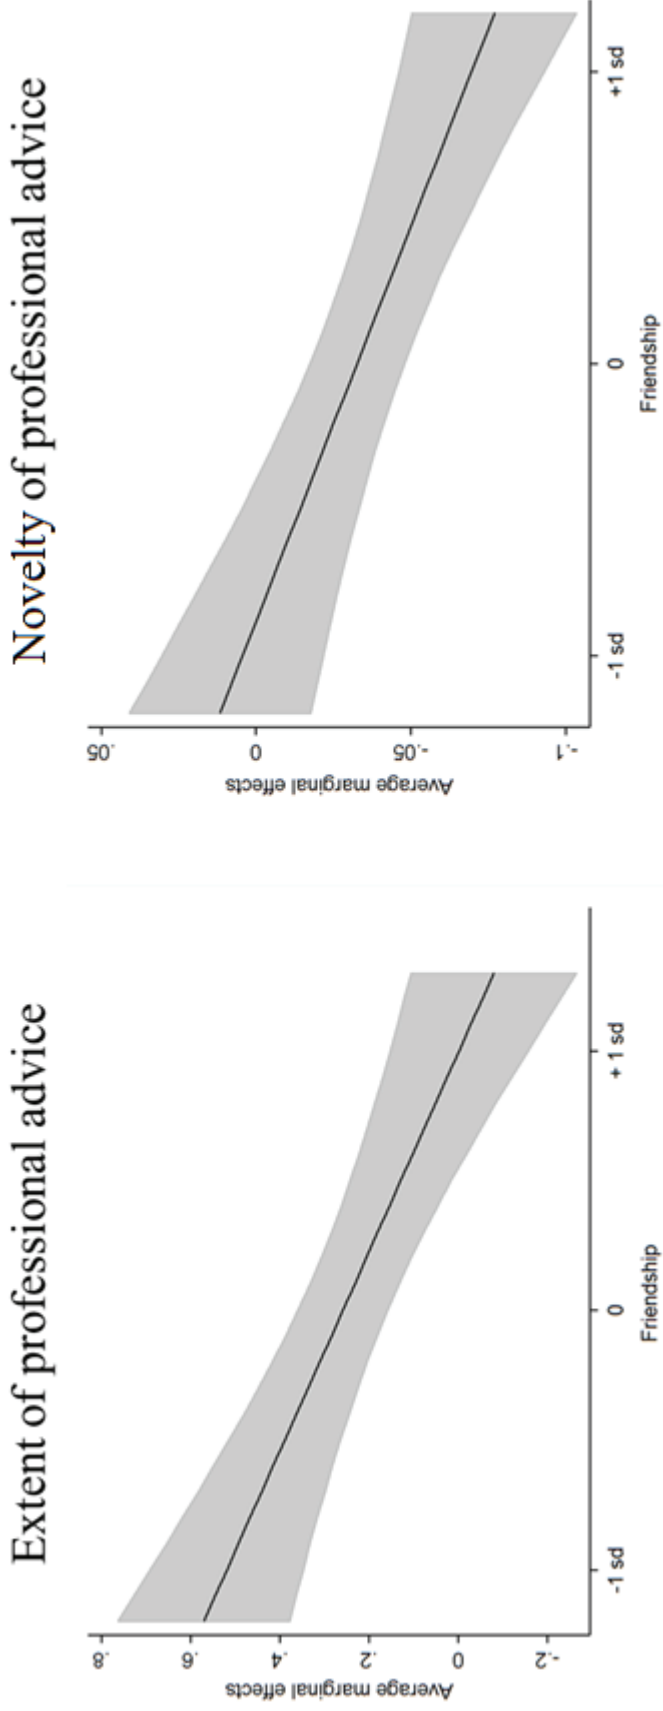 Extent of professional advice
Average marginal effects
.8
.6
.4
.2
0
-.2
-1 sd
0
+ 1 sd
Friendship
Novelty of professional advice
Average marginal effects
.05
0
-.05
-.1
-1 sd
0
+1 sd
Friendship